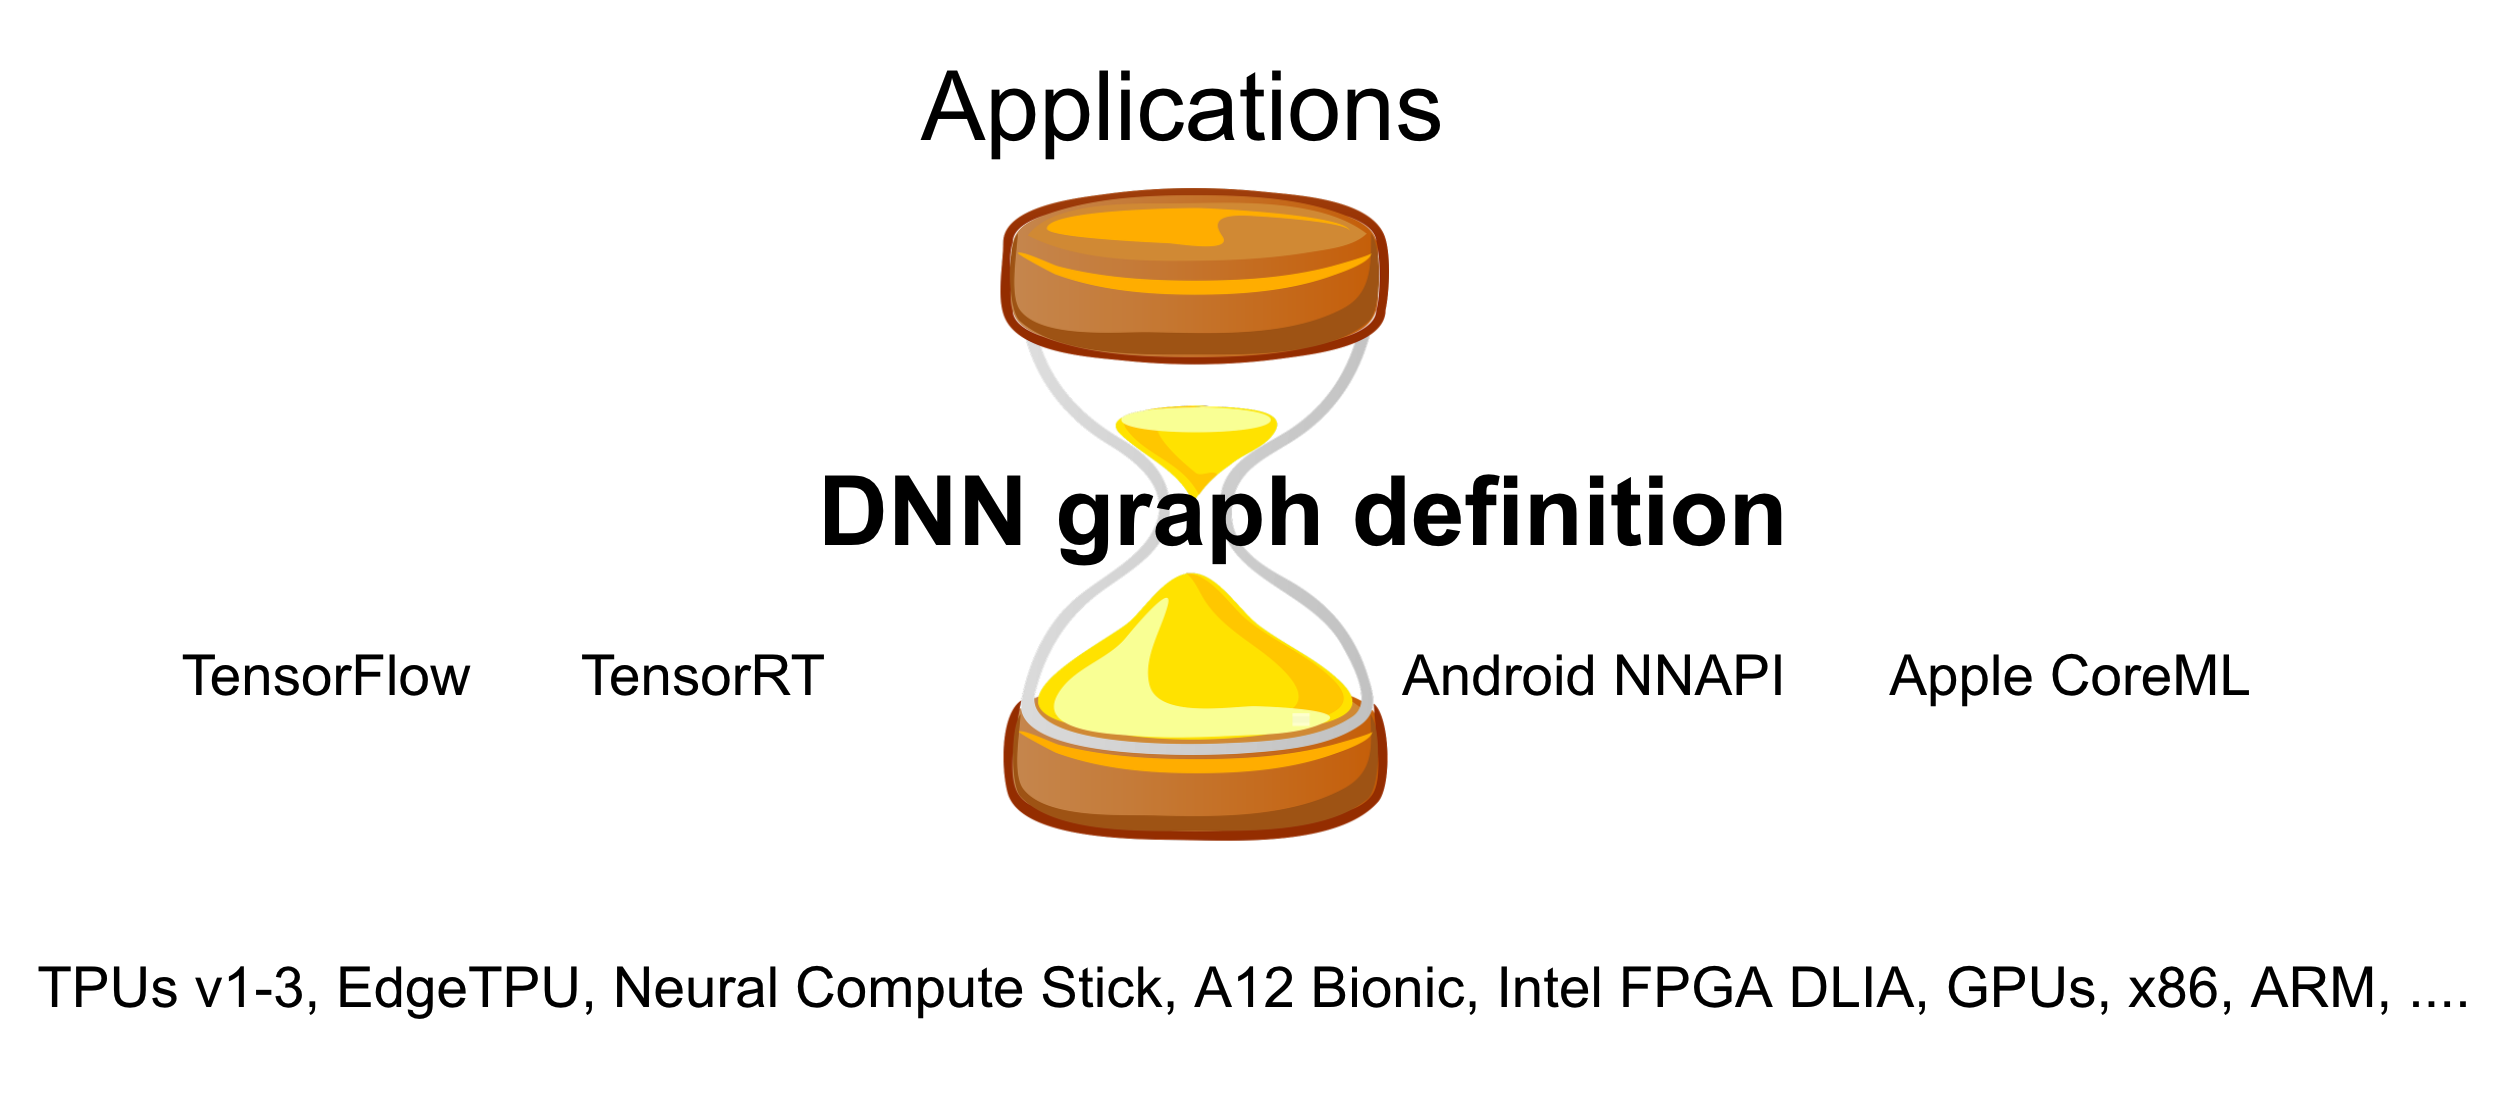 Applications
DNN graph definition
TensorFlow TensorRT Android NNAPI Apple CoreML
TPUs v1-3, EdgeTPU, Neural Compute Stick, A12 Bionic, Intel FPGA DLIA, GPUs, x86, ARM, ....